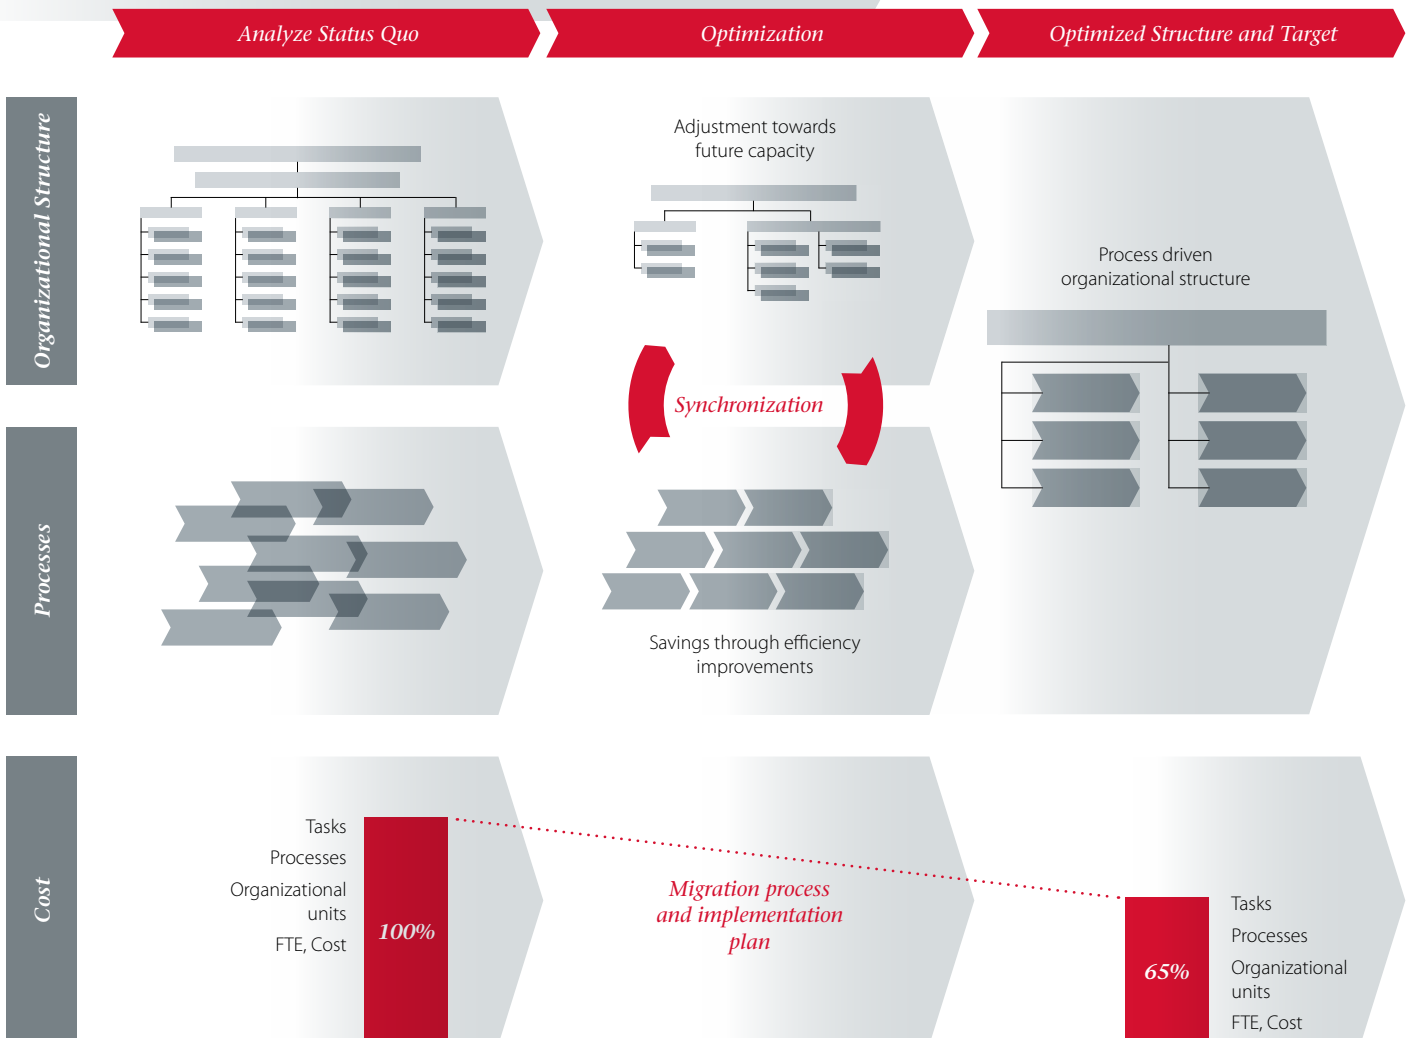 Analyze Status Quo
Optimization
Optimized Structure and Target
Organizational Structure
Adjustment towards
future capacity
Process driven
organizational structure
Synchronization
Processes
Savings through efficiency
improvements
Cost
Tasks
Processes
Organizational
units
FTE, Cost
100%
Migration process
and implementation
plan
65%
Tasks
Processes
Organizational
units
FTE, Cost